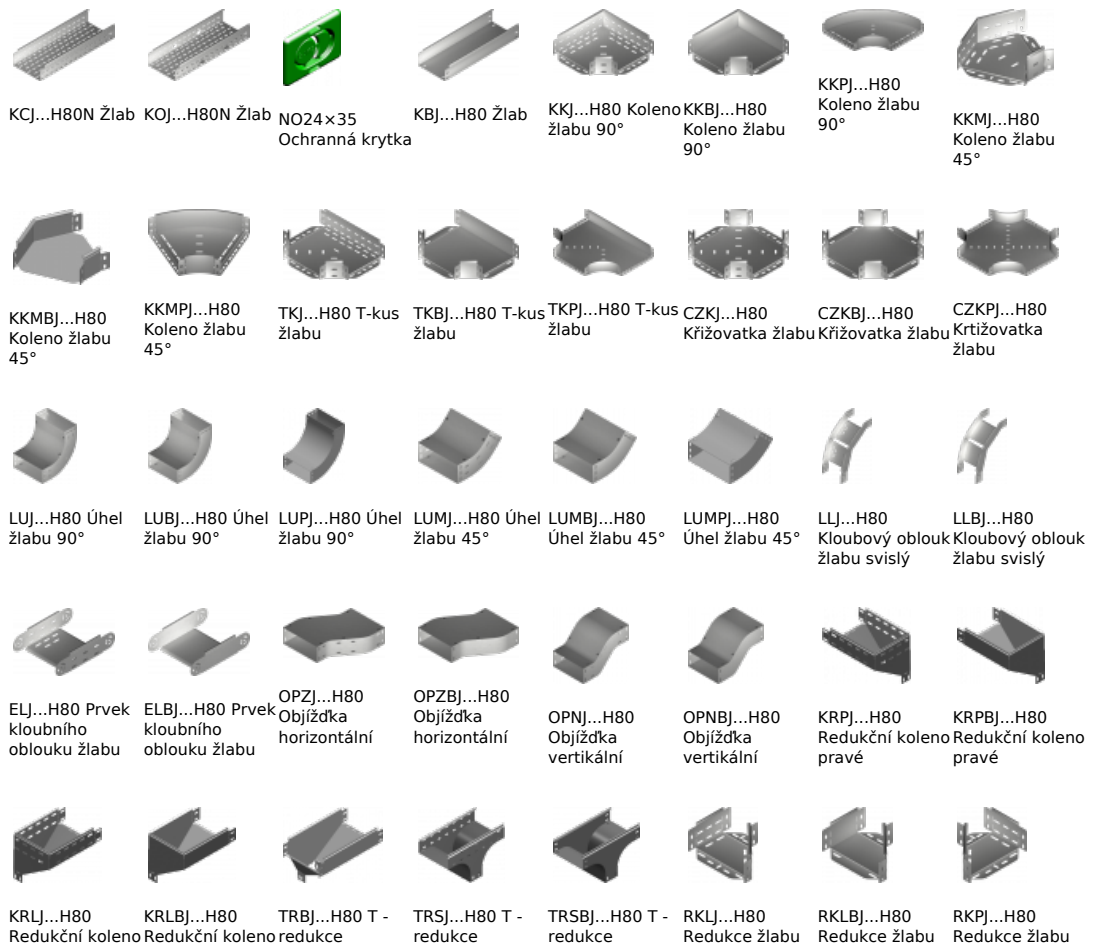 KCJ...H80N Žlab
KOJ...H80N Žlab
NO24×35
Ochranná krytka
KBJ...H80 Žlab
KKJ...H80 Koleno
žlabu 90°
KKBJ...H80
Koleno žlabu
90°
KKPJ...H80
Koleno žlabu
90°
KKMJ...H80
Koleno žlabu
45°
KKMBJ...H80
Koleno žlabu
45°
KKMPJ...H80
Koleno žlabu
45°
TKJ...H80 T-kus
žlabu
TKBJ...H80 T-kus
žlabu
TKPJ...H80 T-kus
žlabu
CZKJ...H80
Křižovatka žlabu
CZKBJ...H80
Křižovatka žlabu
CZKPJ...H80
Krtižovatka
žlabu
LUJ...H80 Úhel
žlabu 90°
LUBJ...H80 Úhel
žlabu 90°
LUPJ...H80 Úhel
žlabu 90°
LUMJ...H80 Úhel
žlabu 45°
LUMBJ...H80
Úhel žlabu 45°
LUMPJ...H80
Úhel žlabu 45°
LLJ...H80
Kloubový oblouk
žlabu svislý
LLBJ...H80
Kloubový oblouk
žlabu svislý
ELJ...H80 Prvek
kloubního
oblouku žlabu
ELBJ...H80 Prvek
kloubního
oblouku žlabu
OPZJ...H80
Objížďka
horizontální
OPZBJ...H80
Objížďka
horizontální
OPNJ...H80
Objížďka
vertikální
OPNBJ...H80
Objížďka
vertikální
KRPJ...H80
Redukční koleno
pravé
KRPBJ...H80
Redukční koleno
pravé
KRLJ...H80
Redukční koleno
KRLBJ...H80
Redukční koleno
TRBJ...H80 T -
redukce
TRSJ...H80 T -
redukce
TRSBJ...H80 T -
redukce
RKLJ...H80
Redukce žlabu
RKLBJ...H80
Redukce žlabu
RKPJ...H80
Redukce žlabu